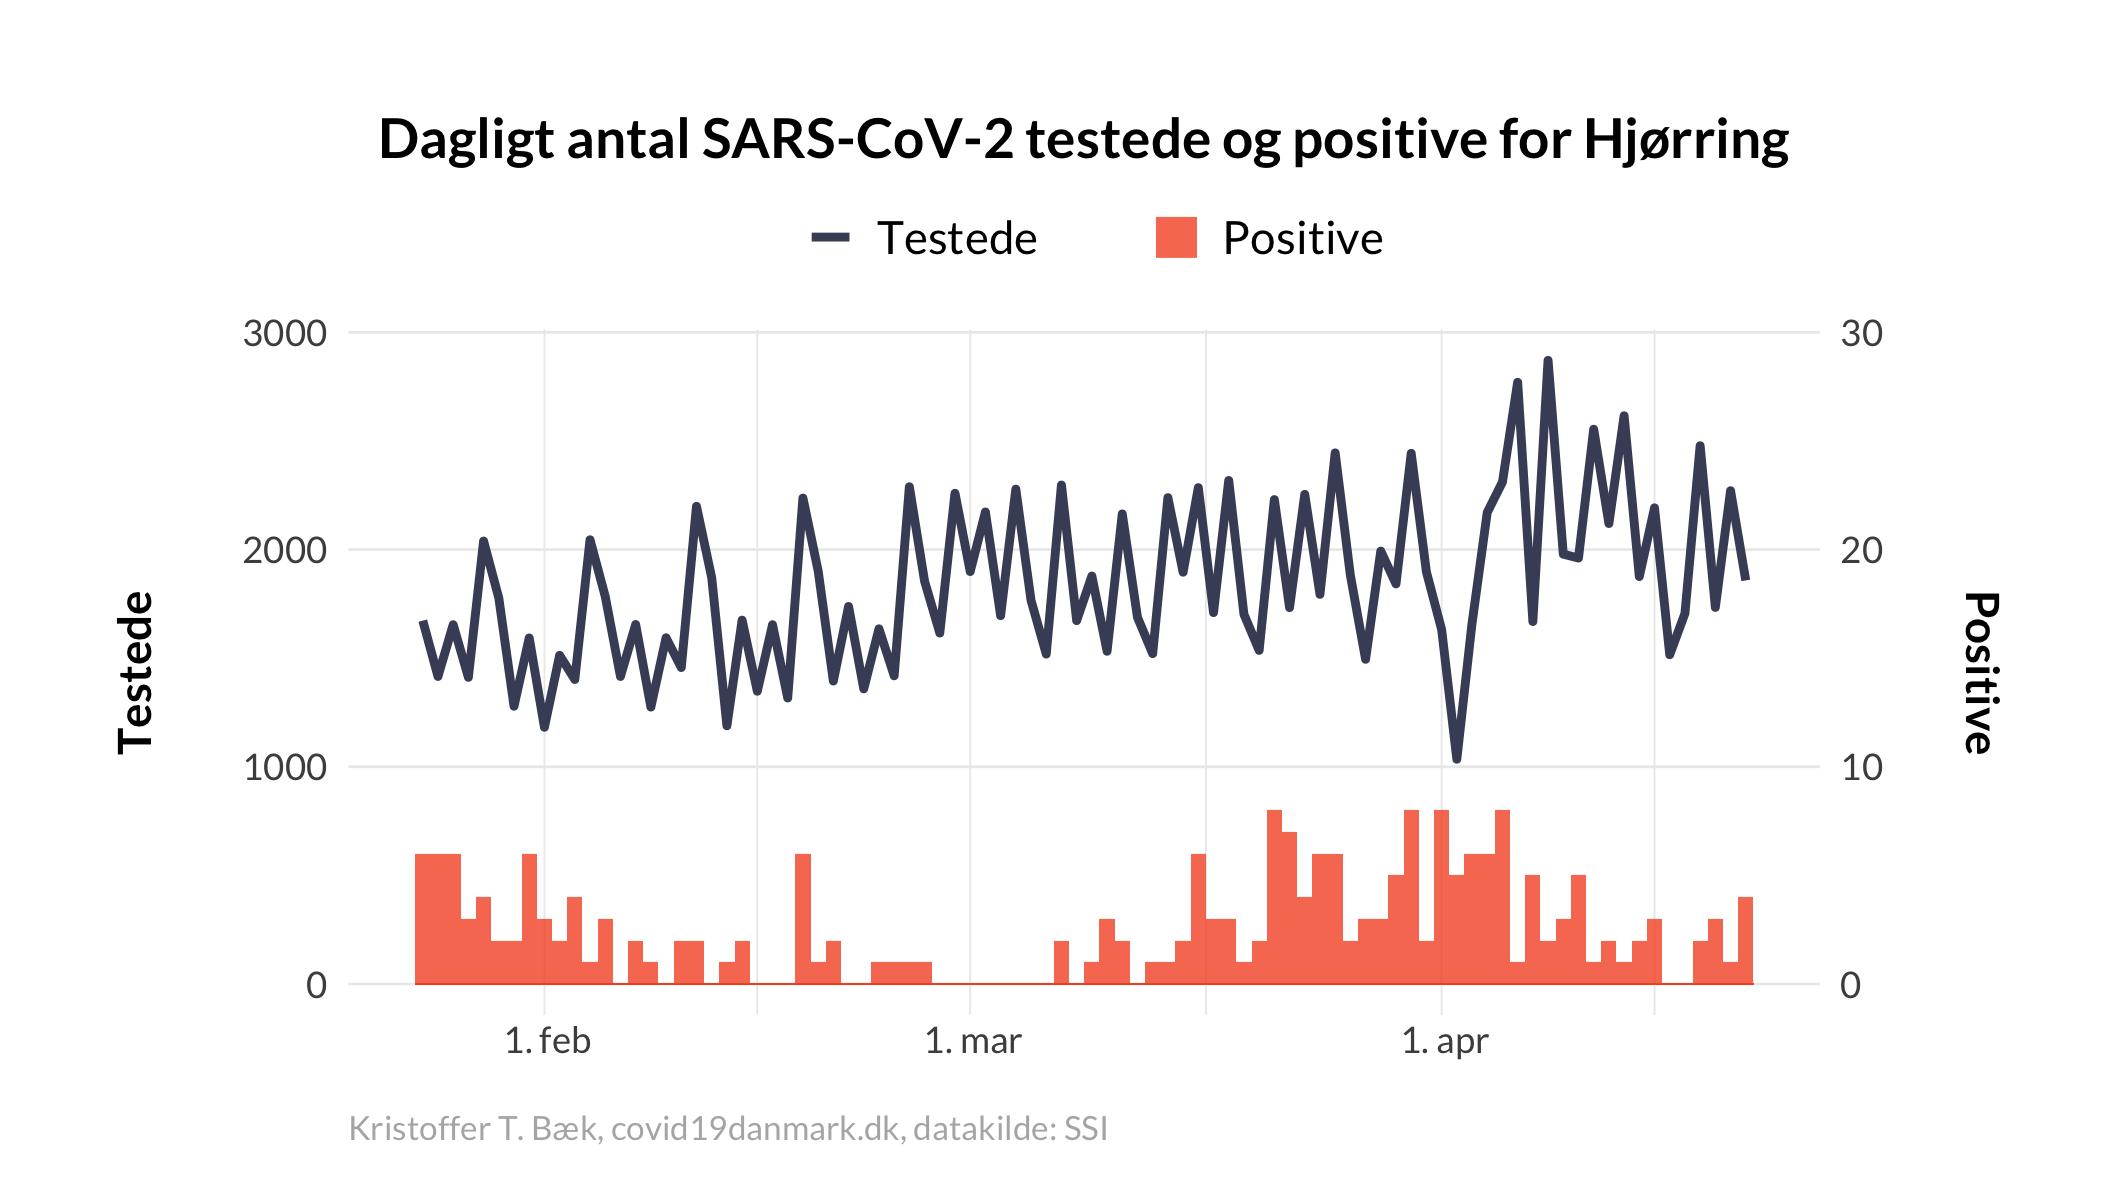 Dagligt antal SARS-CoV-2 testede og positive for Hjørring
Testede
Positive
3000
2000
1000
0
30
20
10
0
Testede
Positive
1. feb
1. mar
1. apr
Kristoffer T. Bæk, covid19danmark.dk, datakilde: SSI